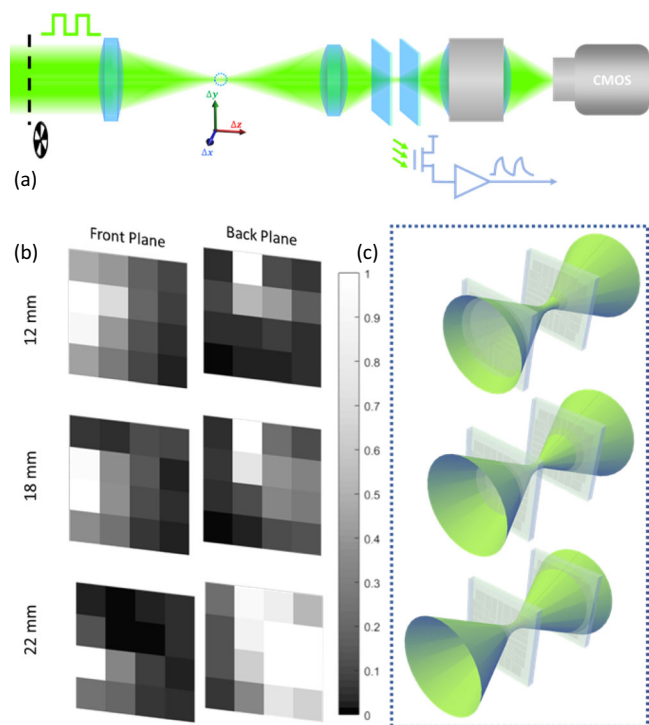 CMOS
Δy
Δz
Δx
(a)
(b)
Front Plane
Back Plane
(c)
12 mm
18 mm
22 mm
1
0.9
0.8
0.7
0.6
0.5
0.4
0.3
0.2
0.1
0